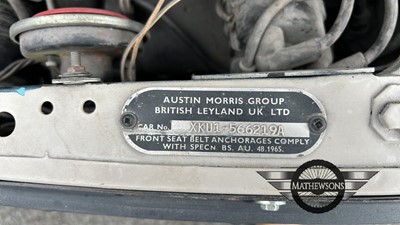 AUSTIN MORRIS GROUP
BRITISH LEYLAND UK LTD
CAR No. XKU1-566219A
FRONT SEAT BELT ANCHORAGES COMPLY
WITH SPECN. BS. AU. 48.1965.
MATHEWSONS